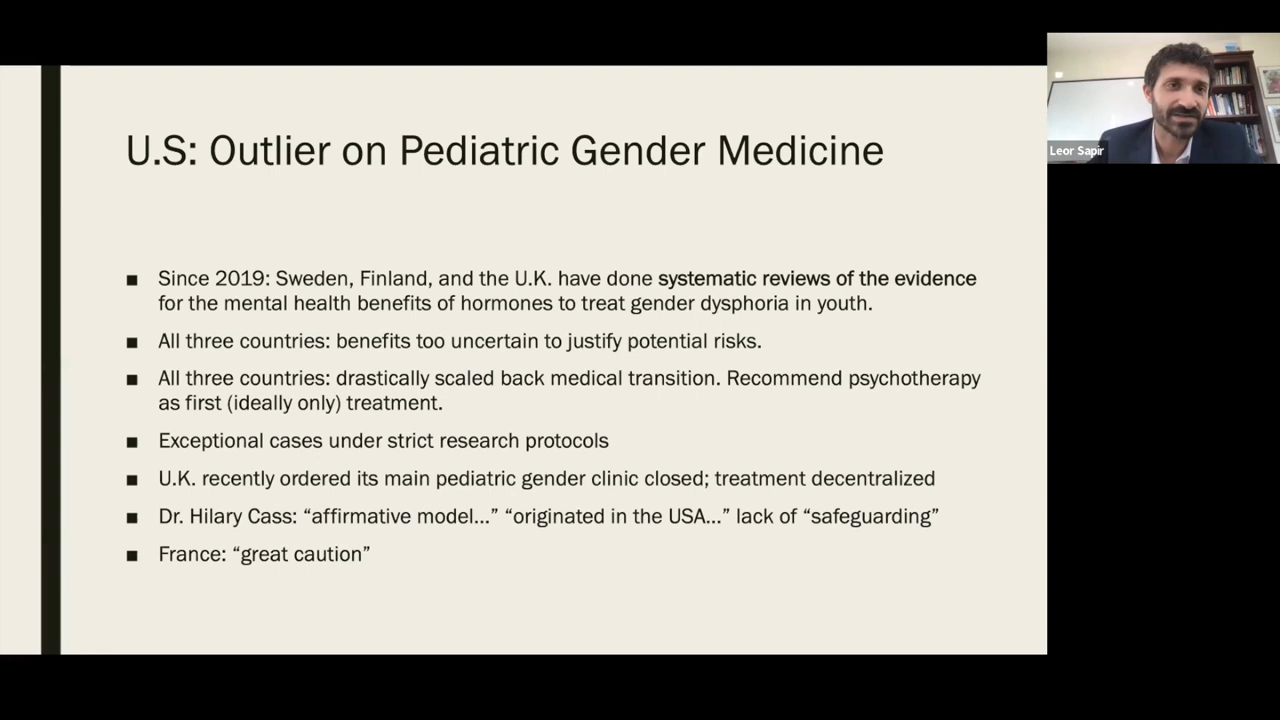 U.S: Outlier on Pediatric Gender Medicine
■ Since 2019: Sweden, Finland, and the U.K. have done systematic reviews of the evidence
for the mental health benefits of hormones to treat gender dysphoria in youth.
■ All three countries: benefits too uncertain to justify potential risks.
■ All three countries: drastically scaled back medical transition. Recommend psychotherapy
as first (ideally only) treatment.
■ Exceptional cases under strict research protocols
■ U.K. recently ordered its main pediatric gender clinic closed; treatment decentralized
■ Dr. Hilary Cass: “affirmative model...” “originated in the USA...” lack of “safeguarding”
■ France: “great caution”
Leor Sapir